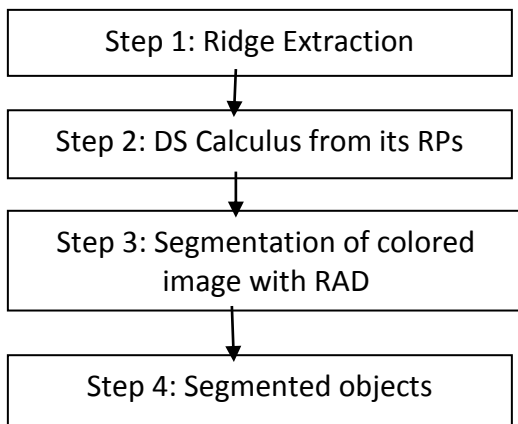 Step 1: Ridge Extraction
Step 2: DS Calculus from its RPs
Step 3: Segmentation of colored
image with RAD
Step 4: Segmented objects